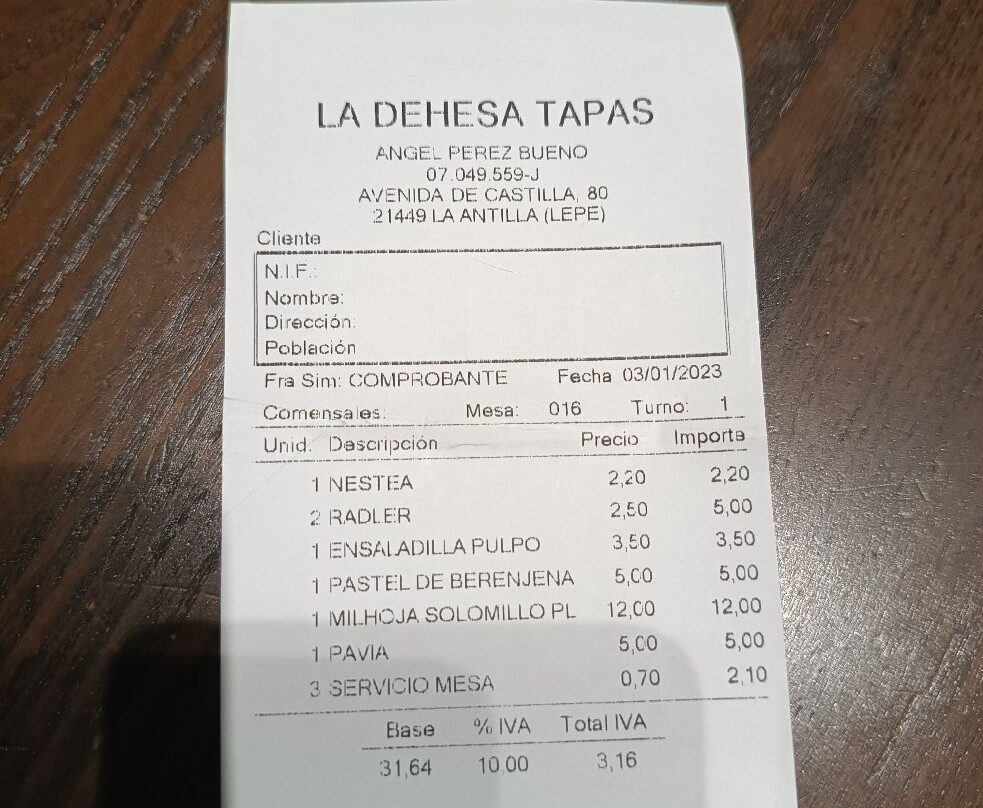 LA DEHESA TAPAS
ANGEL PEREZ BUENO
07.049.559-J
AVENIDA DE CASTILLA, 80
21449 LA ANTILLA (LEPE)
Cliente
N.I.F.:
Nombre:
Dirección:
Población
Fra Sim: COMPROBANTE Fecha 03/01/2023
Comensales: Mesa: 016 Turno: 1
Unid. Descripción Precio Importe
1 NESTEA 2,20 2,20
2 RADLER 2,50 5,00
1 ENSALADILLA PULPO 3,50 3,50
1 PASTEL DE BERENJENA 5,00 5,00
1 MILHOJA SOLOMILLO PL 12,00 12,00
1 PAVIA 5,00 5,00
3 SERVICIO MESA 0,70 2,10
Base % IVA Total IVA
31,64 10,00 3,16